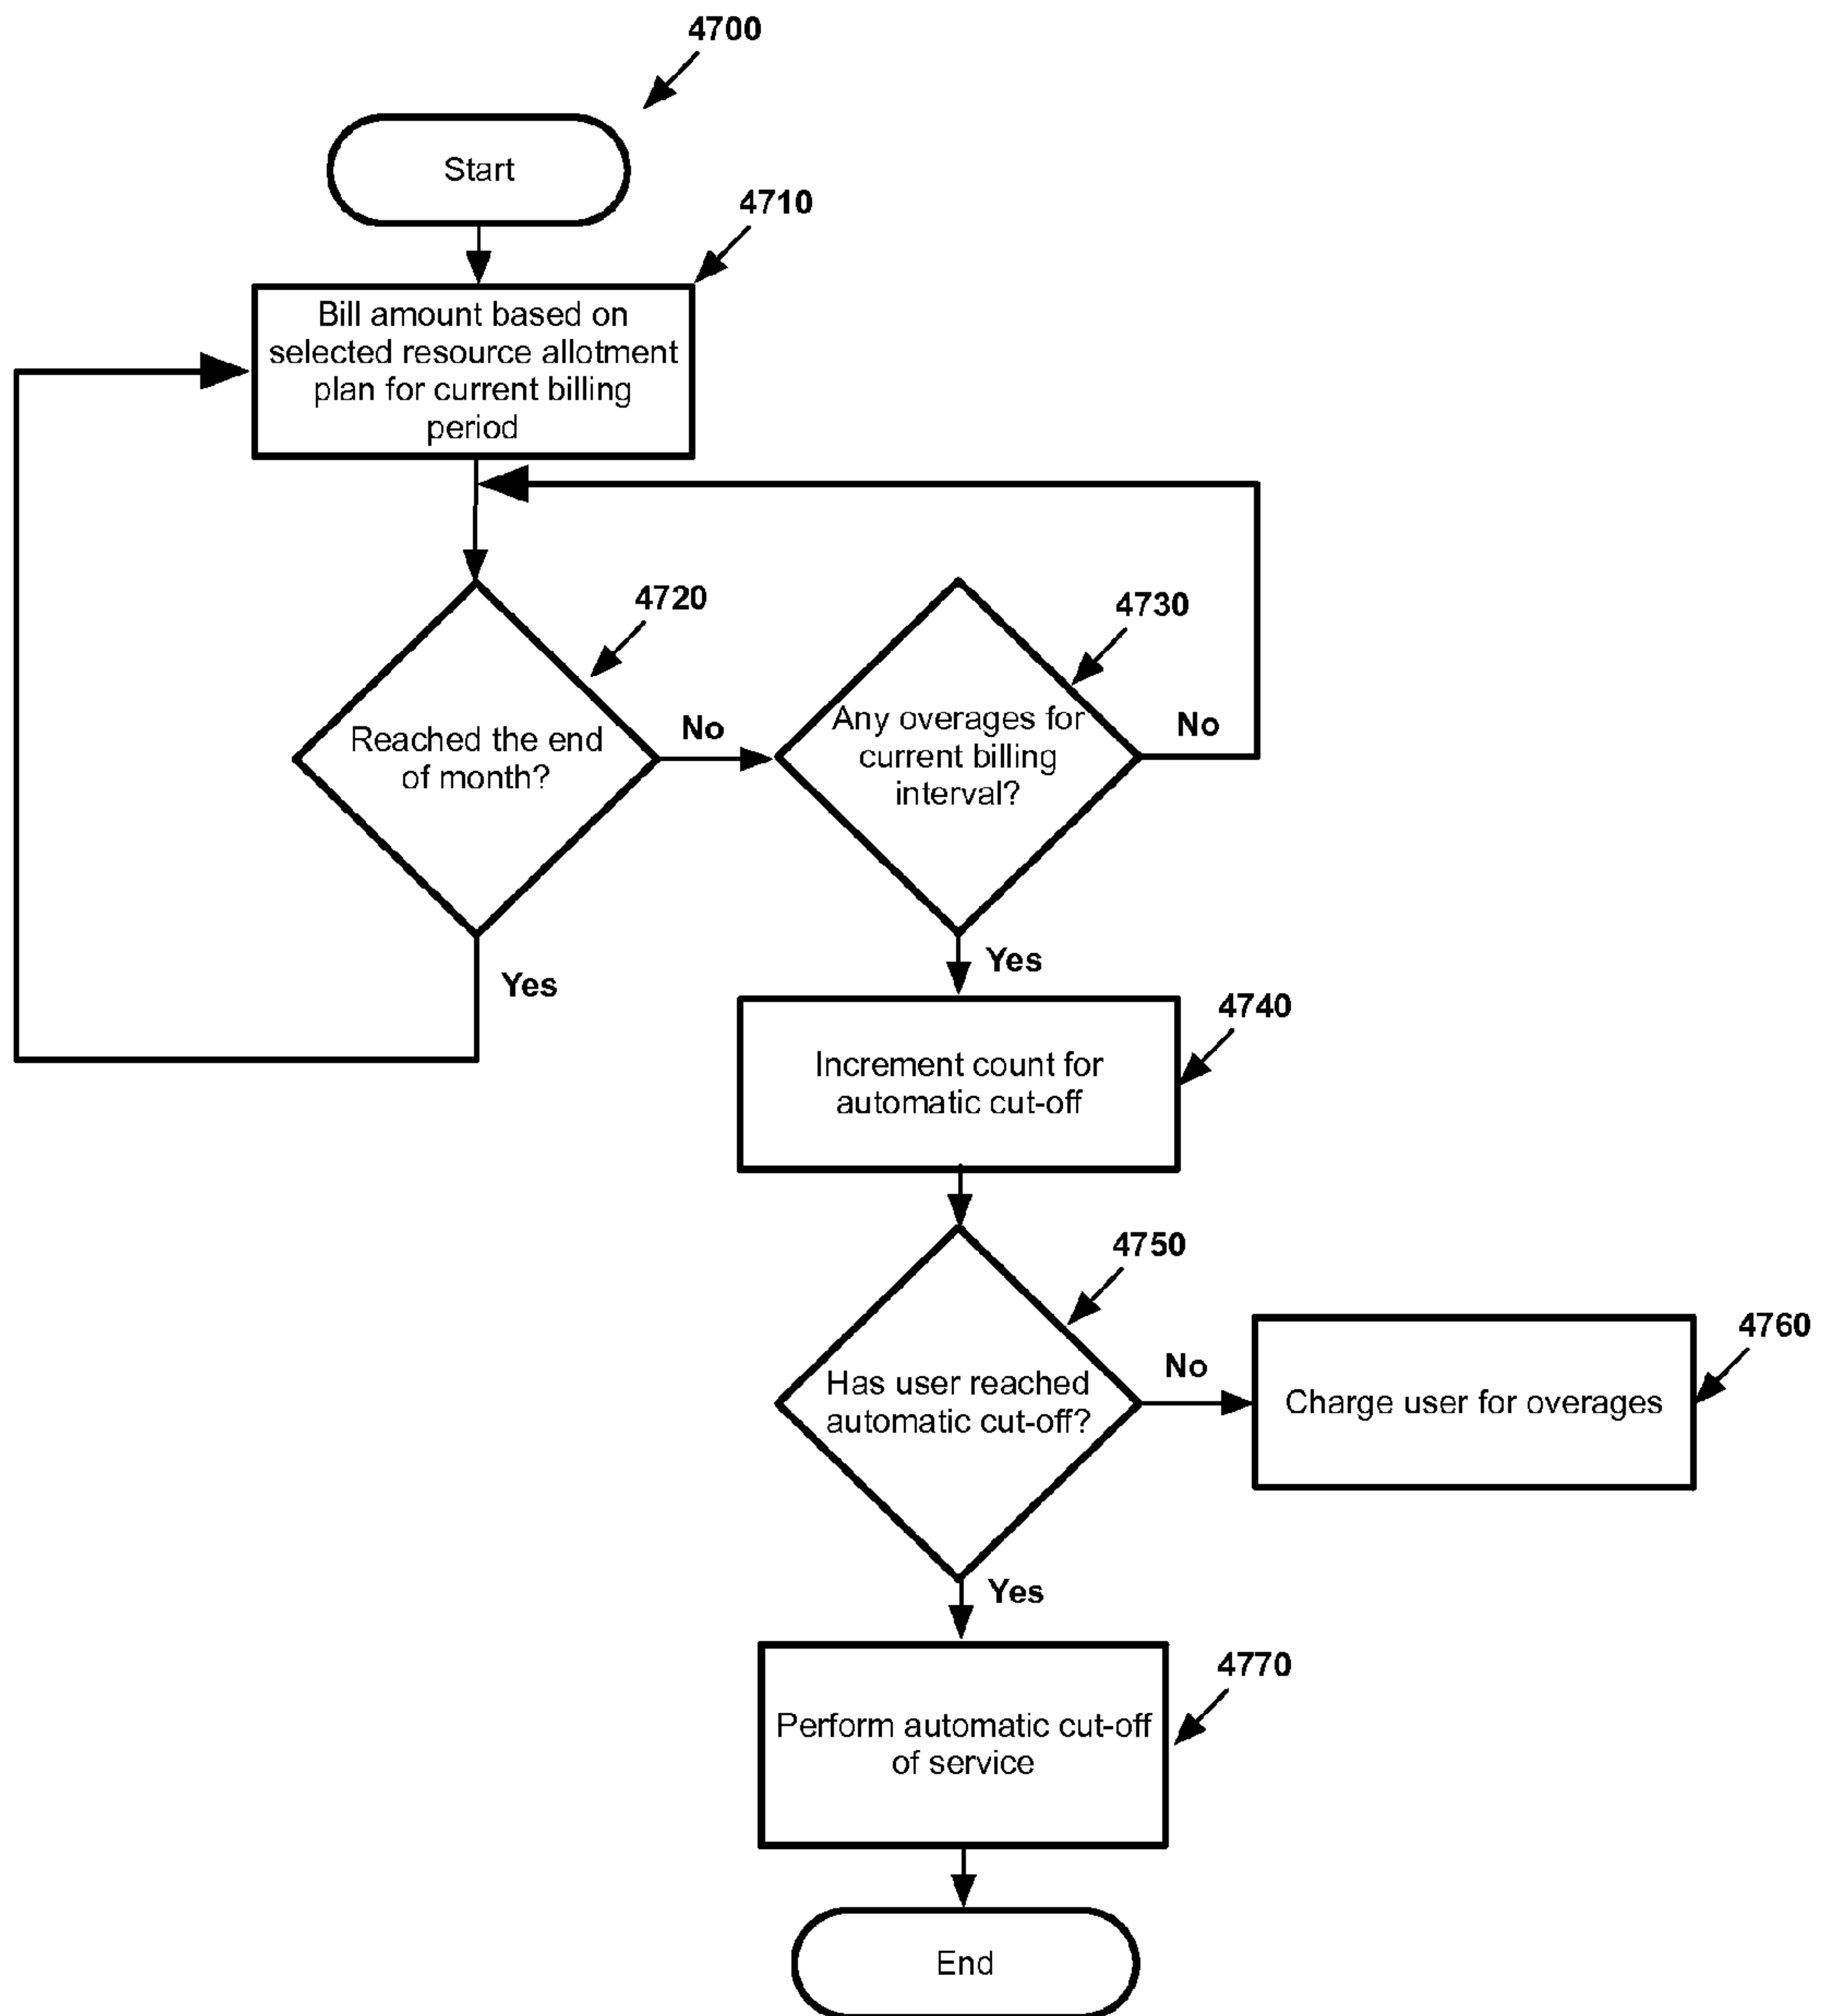 4700
Start
4710
Bill amount based on
selected resource allotment
plan for current billing
period
4720
4730
Reached the end
of month?
No
Any overages for
current billing
interval?
No
Yes
Yes
4740
Increment count for
automatic cut-off
4750
Has user reached
automatic cut-off?
No
4760
Charge user for overages
Yes
4770
Perform automatic cut-off
of service
End